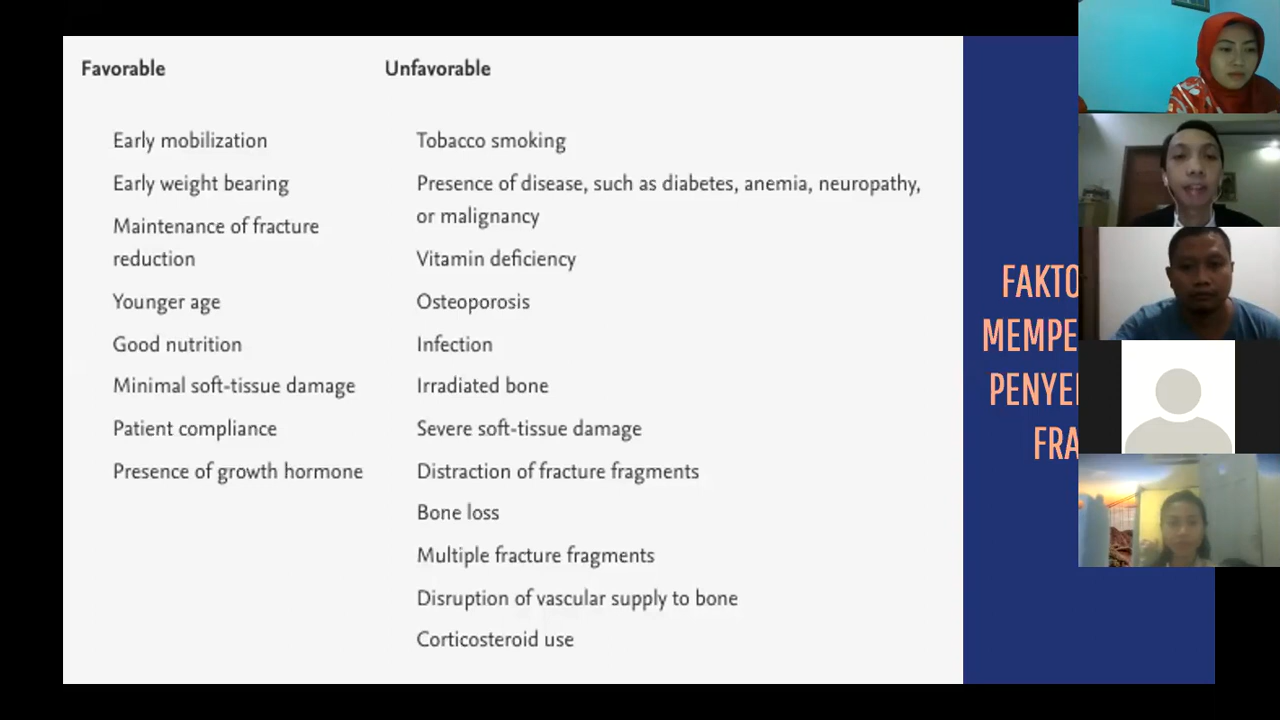 Favorable
Early mobilization
Early weight bearing
Maintenance of fracture
reduction
Younger age
Good nutrition
Minimal soft-tissue damage
Patient compliance
Presence of growth hormone
Unfavorable
Tobacco smoking
Presence of disease, such as diabetes, anemia, neuropathy,
or malignancy
Vitamin deficiency
Osteoporosis
Infection
Irradiated bone
Severe soft-tissue damage
Distraction of fracture fragments
Bone loss
Multiple fracture fragments
Disruption of vascular supply to bone
Corticosteroid use
FAKTO
MEMPE
PENYE
FRA